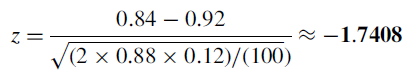 z = (0.84 – 0.92) / √((2 × 0.88 × 0.12)/(100)) ≈ –1.7408